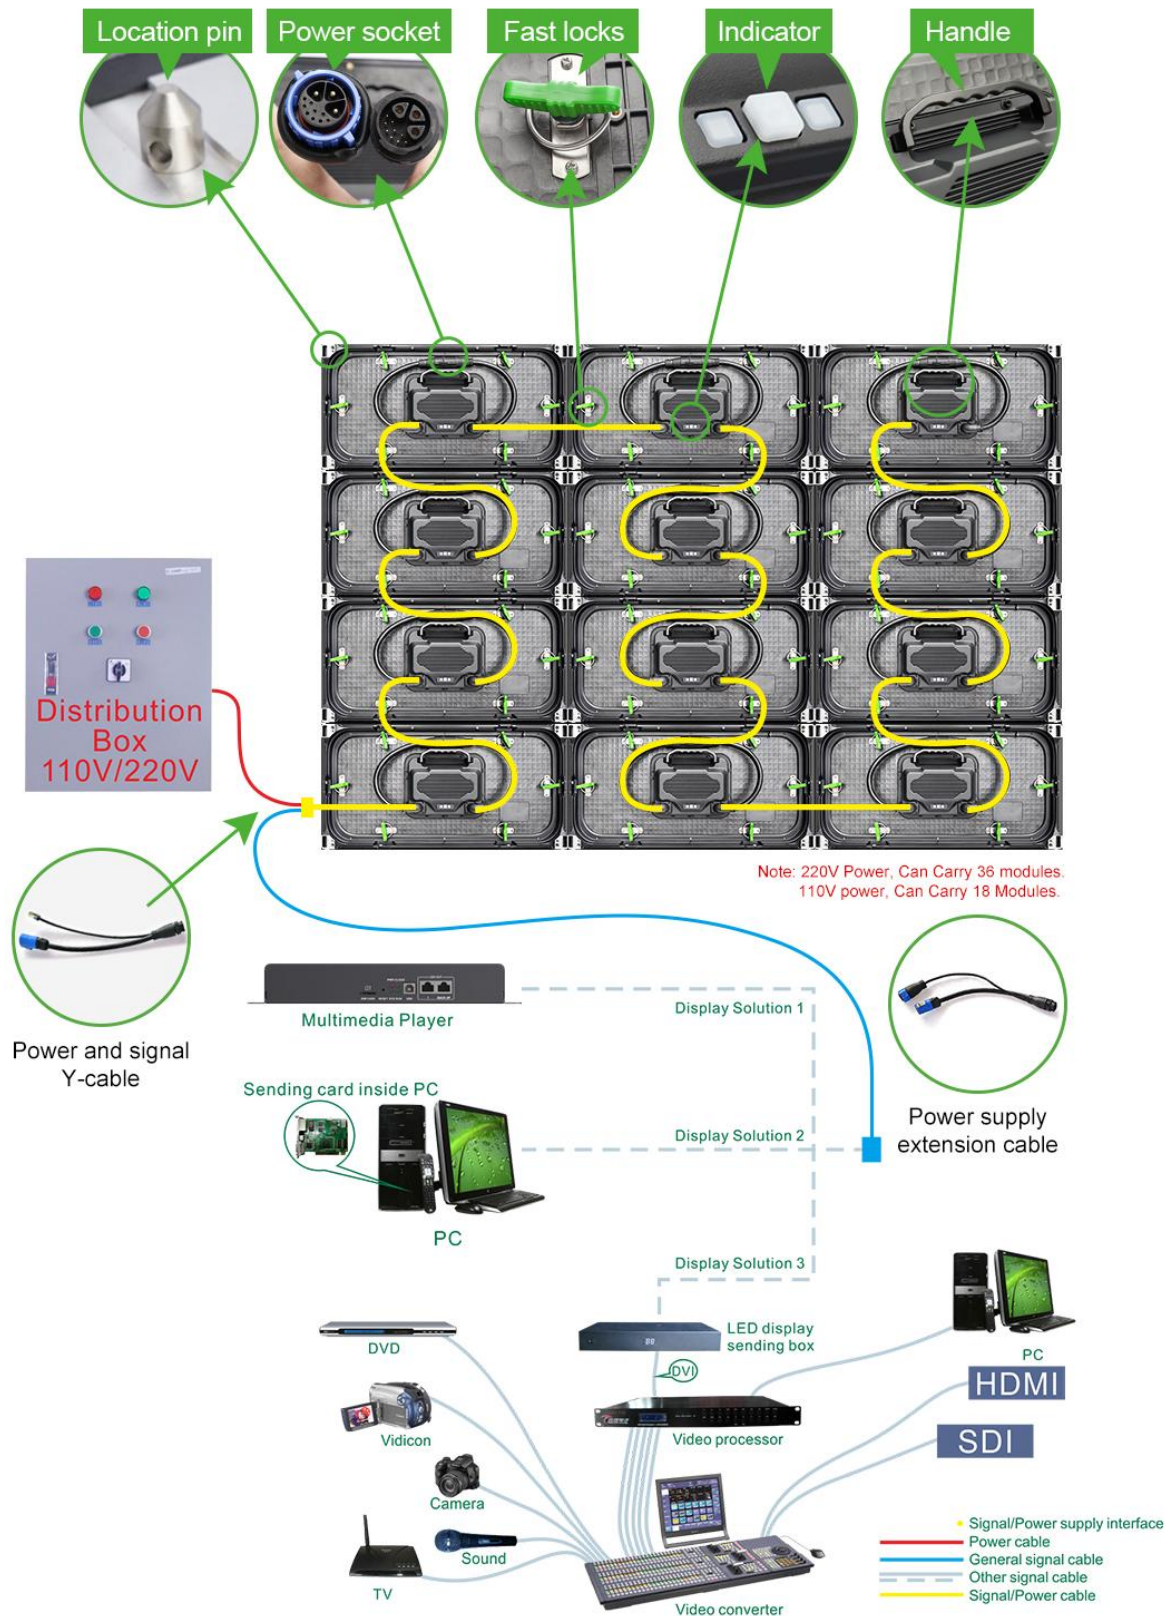 Location pin
Power socket
Fast locks
Indicator
Handle
Distribution
Box
110V/220V
Note: 220V Power, Can Carry 36 modules.
110V power, Can Carry 18 Modules.
Power and signal
Y-cable
Multimedia Player
Display Solution 1
Power supply
extension cable
Sending card inside PC
Display Solution 2
PC
Display Solution 3
LED display
sending box
DVD
DVI
PC
HDMI
Vidicon
Video processor
SDI
Camera
Sound
TV
Video converter
Signal/Power supply interface
Power cable
General signal cable
Other signal cable
Signal/Power cable